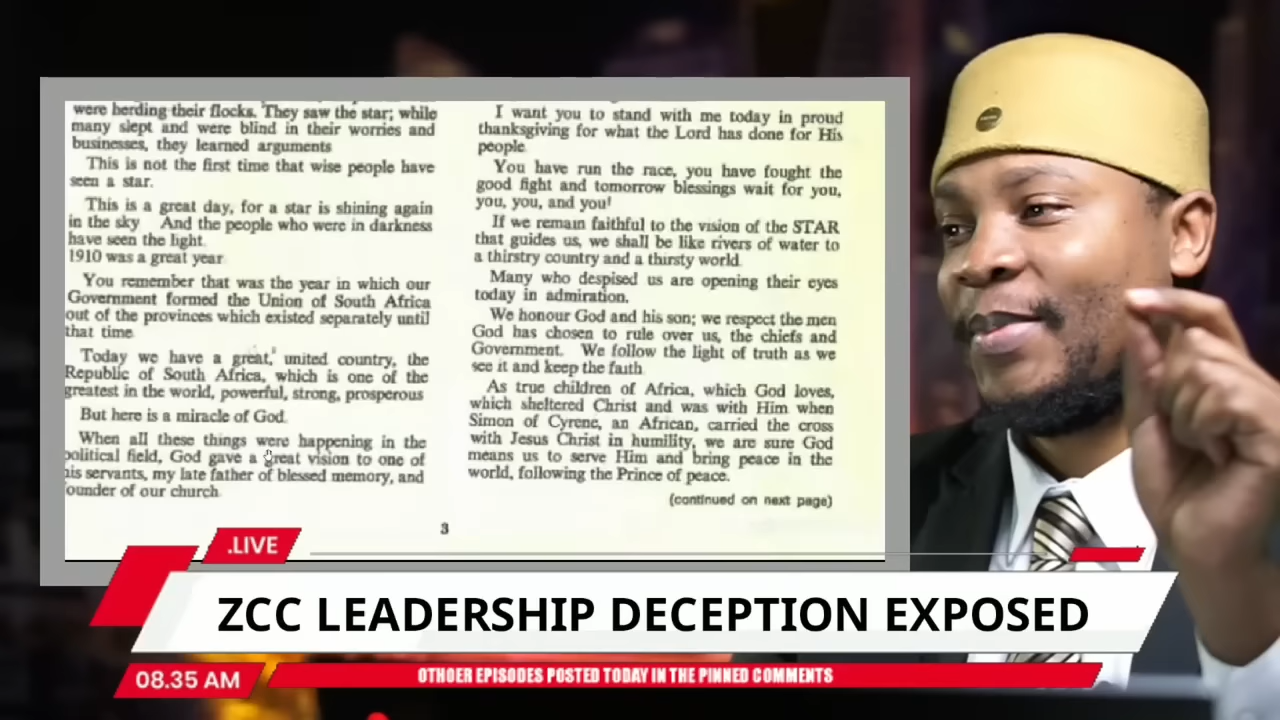 were herding their flocks. They saw the star; while
many slept and were blind in their worries and
businesses, they learned arguments
This is not the first time that wise people have
seen a star.
This is a great day, for a star is shining again
in the sky And the people who were in darkness
have seen the light.
1910 was a great year
You remember that was the year in which our
Government formed the Union of South Africa
out of the provinces which existed separately until
that time
Today we have a great, united country, the
Republic of South Africa, which is one of the
greatest in the world, powerful, strong, prosperous
But here is a miracle of God.
When all these things were happening in the
political field, God gave a great vision to one of
his servants, my late father of blessed memory, and
ounder of our church
3
I want you to stand with me today in proud
thanksgiving for what the Lord has done for His
people
You have run the race, you have fought the
good fight and tomorrow blessings wait for you,
you, you, and you!
If we remain faithful to the vision of the STAR
that guides us, we shall be like rivers of water to
a thirstry country and a thirsty world
Many who despised us are opening their eyes
today in admiration.
We honour God and his son; we respect the men
God has chosen to rule over us, the chiefs and
Government. We follow the light of truth as we
see it and keep the faith
As true children of Africa, which God loves,
which sheltered Christ and was with Him when
Simon of Cyrene, an African, carried the cross
with Jesus Christ in humility, we are sure God
means us to serve Him and bring peace in the
world, following the Prince of peace.
(continued on next page)
.LIVE
ZCC LEADERSHIP DECEPTION EXPOSED
08.35 AM
OTHOER EPISODES POSTED TODAY IN THE PINNED COMMENTS